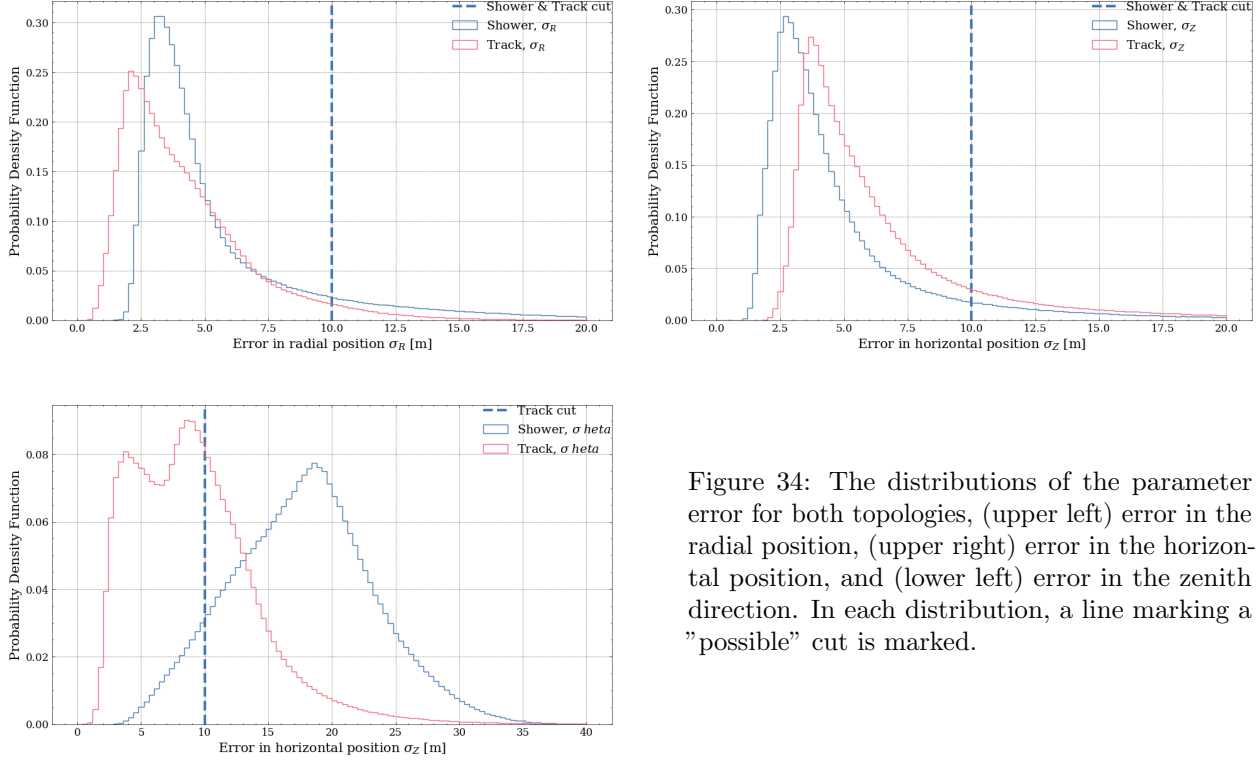 Shower & Track cut
Shower, σR
Track, σR
Probability Density Function
0.30
0.25
0.20
0.15
0.10
0.05
0.00
0.0 2.5 5.0 7.5 10.0 12.5 15.0 17.5 20.0
Error in radial position σR [m]
Shower & Track cut
Shower, σZ
Track, σZ
Probability Density Function
0.30
0.25
0.20
0.15
0.10
0.05
0.00
0.0 2.5 5.0 7.5 10.0 12.5 15.0 17.5 20.0
Error in horizontal position σZ [m]
Track cut
Shower, σ heta
Track, σ heta
Probability Density Function
0.08
0.06
0.04
0.02
0.00
0 5 10 15 20 25 30 35 40
Error in horizontal position σZ [m]
Figure 34: The distributions of the parameter
error for both topologies, (upper left) error in the
radial position, (upper right) error in the horizon-
tal position, and (lower left) error in the zenith
direction. In each distribution, a line marking a
”possible” cut is marked.